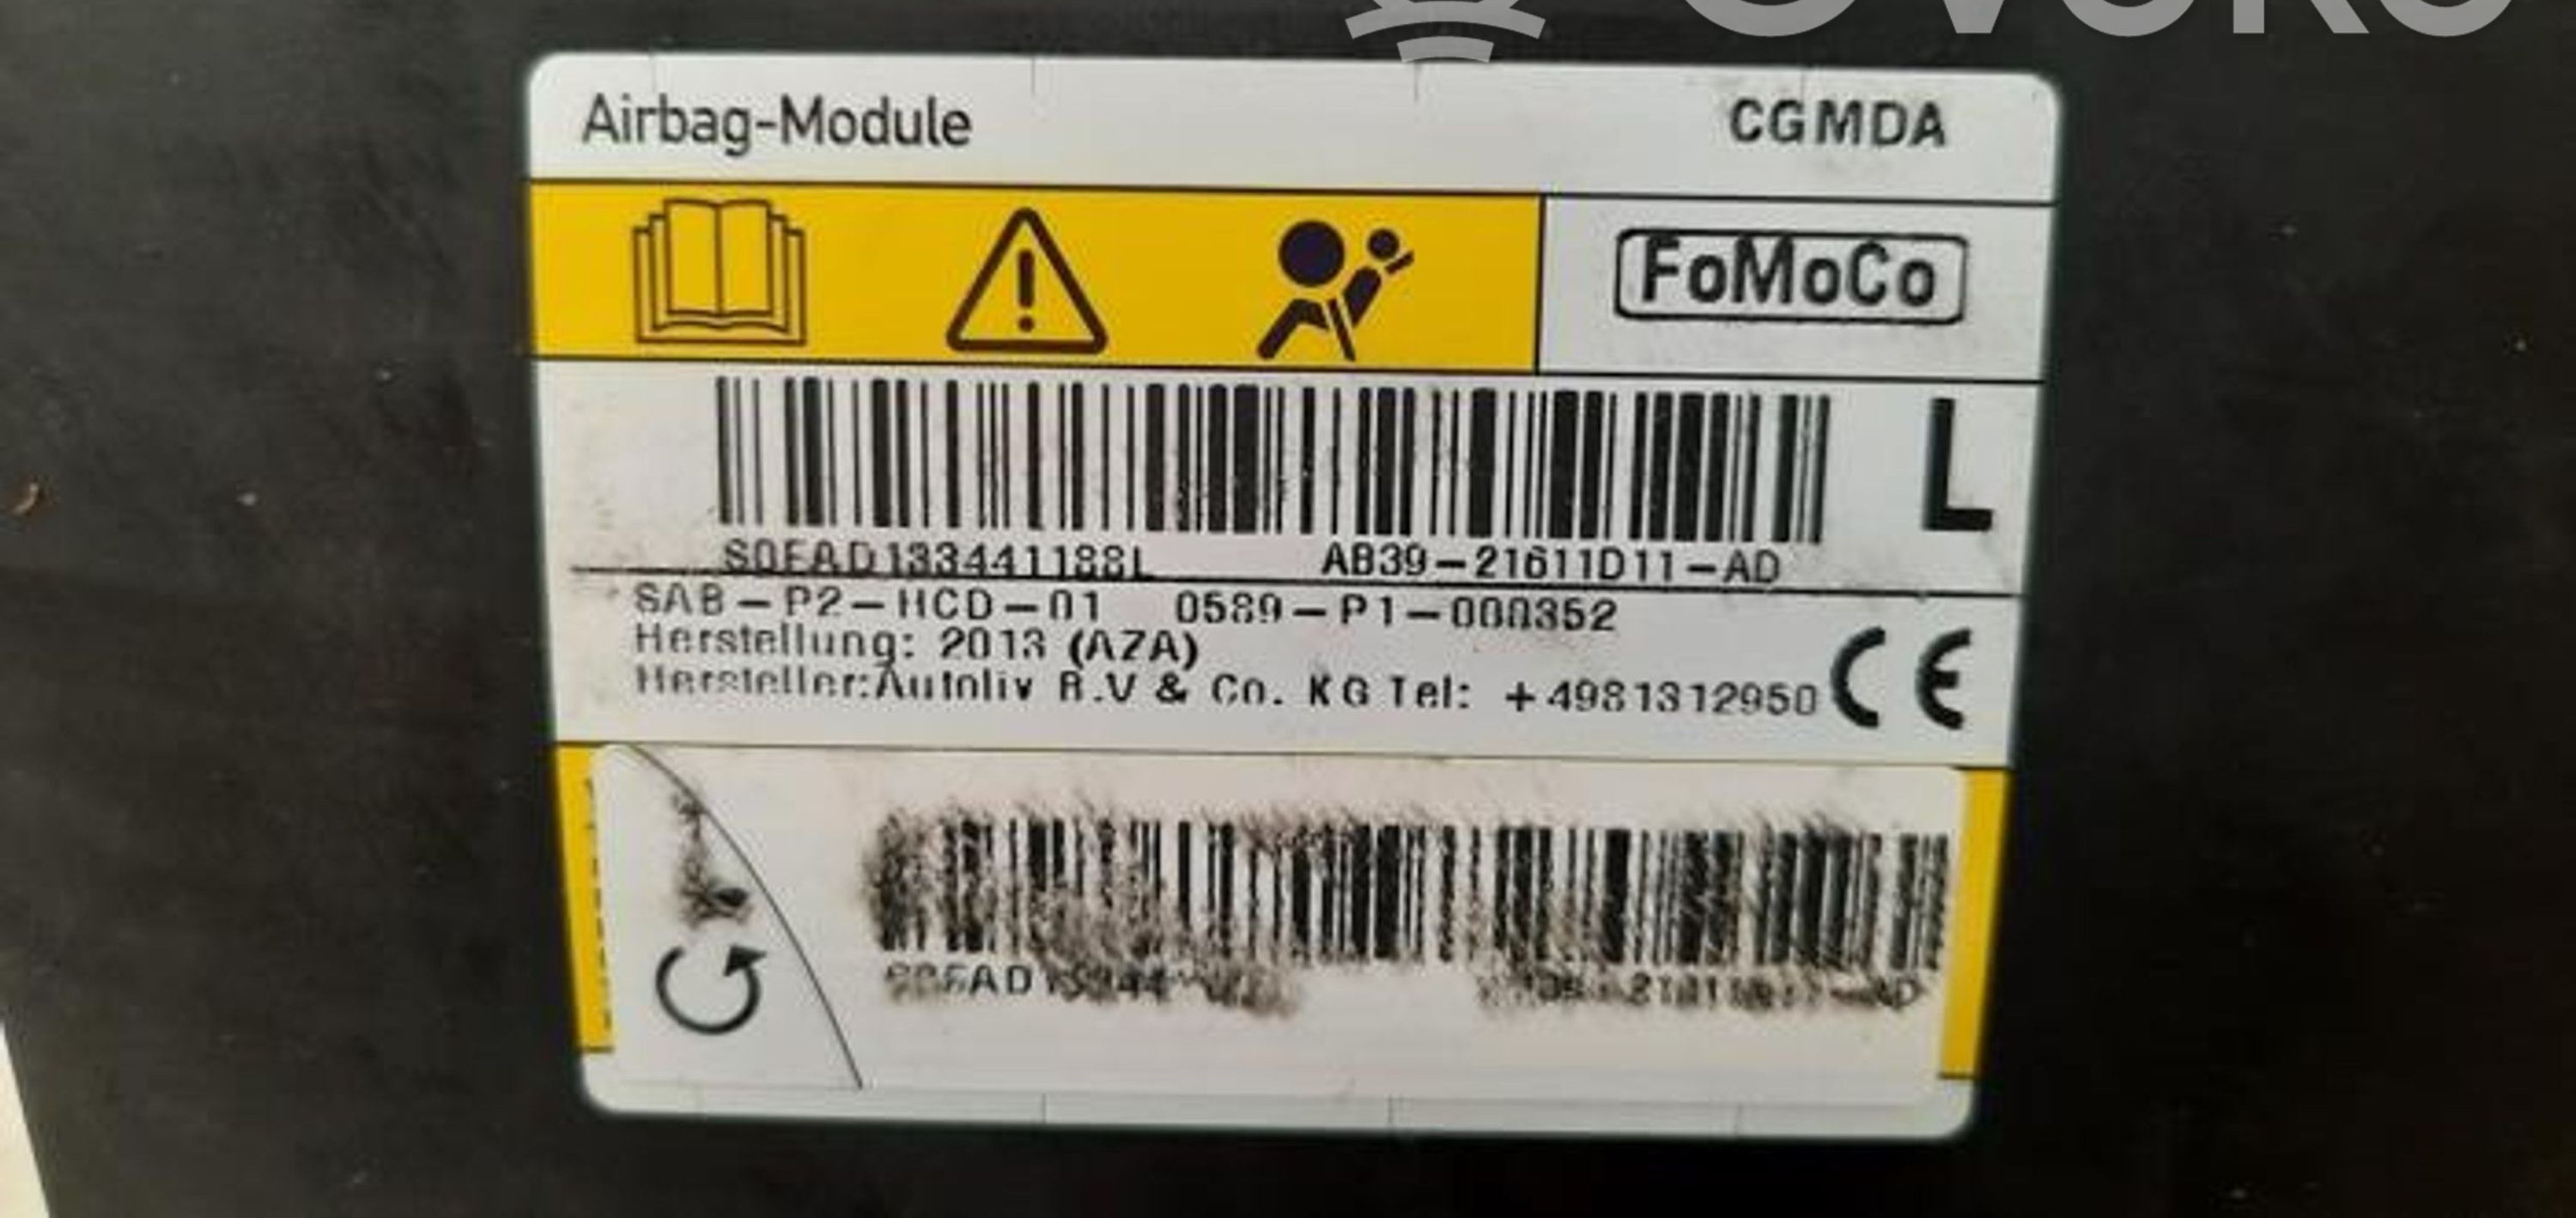 Airbag-Module CGMDA
FoMoCo
L
S0FAD133441188L AB39-21611D11-AD
SAB-P2-HCD-01 0589-P1-000352
Herstellung: 2013 (AZA)
Hersteller:Autoliv B.V & Co. KG Tel: +4981312950
CE